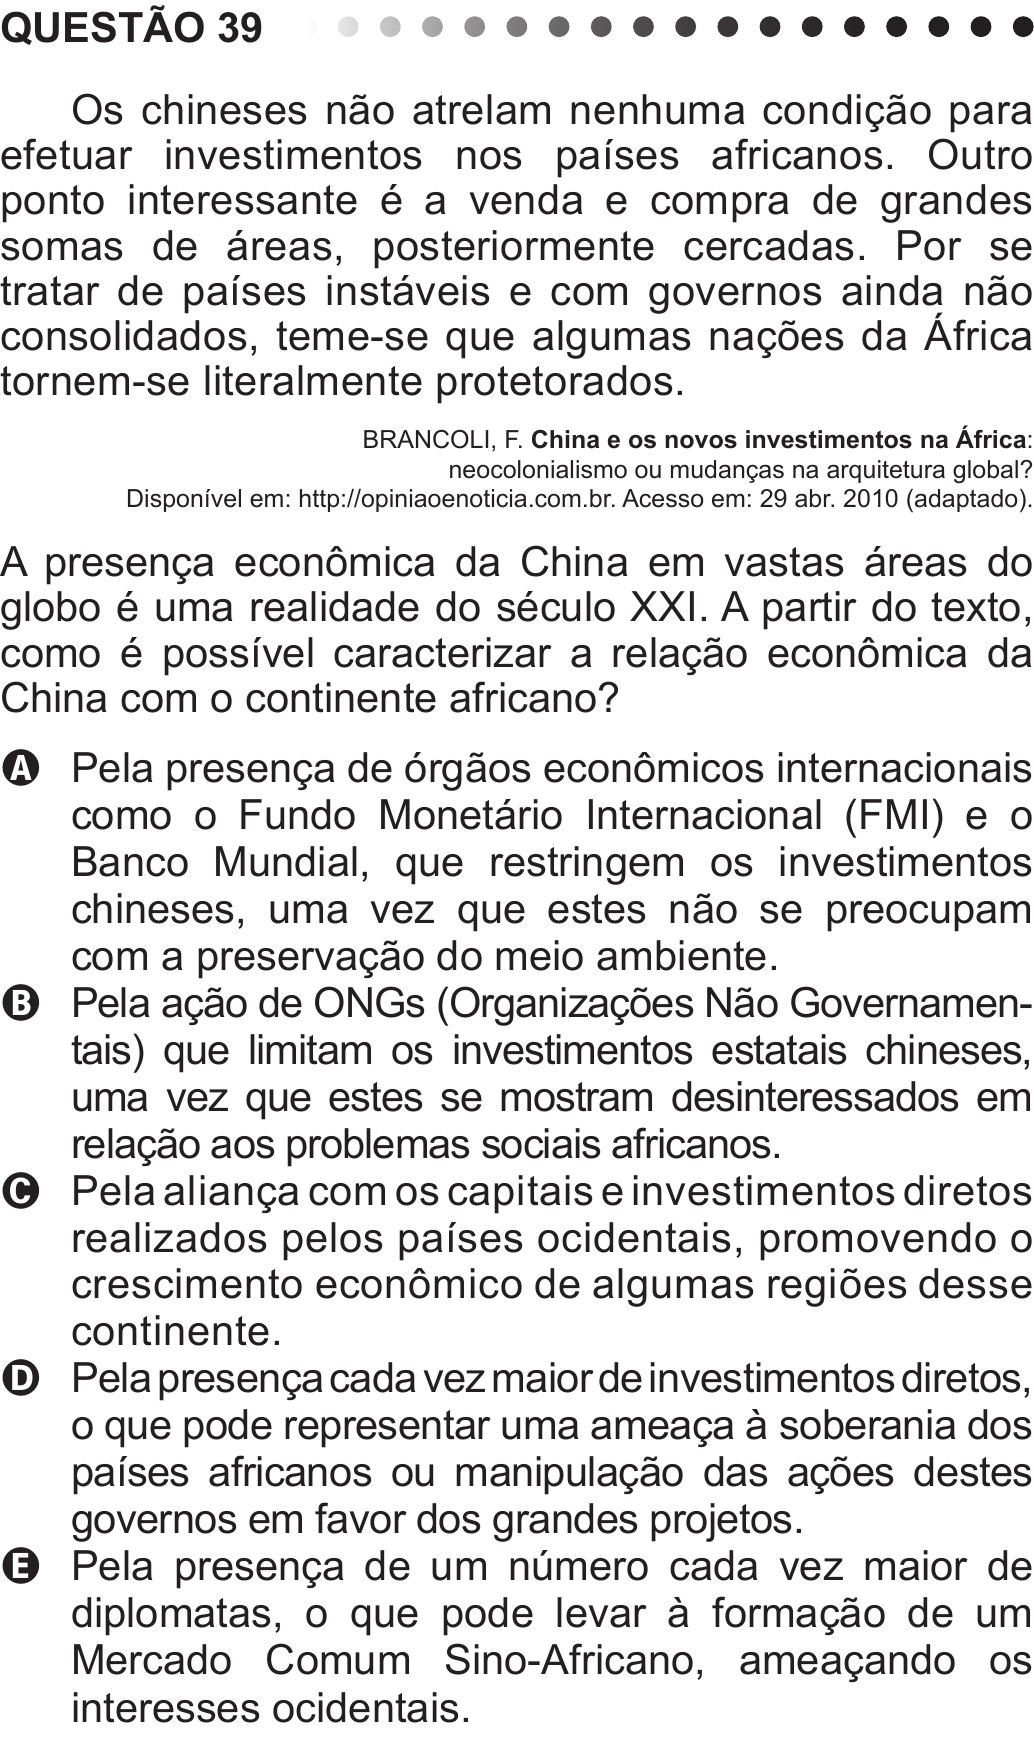 QUESTÃO 39
Os chineses não atrelam nenhuma condição para
efetuar investimentos nos países africanos. Outro
ponto interessante é a venda e compra de grandes
somas de áreas, posteriormente cercadas. Por se
tratar de países instáveis e com governos ainda não
consolidados, teme-se que algumas nações da África
tornem-se literalmente protetorados.
BRANCOLI, F. China e os novos investimentos na África:
neocolonialismo ou mudanças na arquitetura global?
Disponível em: http://opiniaoenoticia.com.br. Acesso em: 29 abr. 2010 (adaptado).
A presença econômica da China em vastas áreas do
globo é uma realidade do século XXI. A partir do texto,
como é possível caracterizar a relação econômica da
China com o continente africano?
A Pela presença de órgãos econômicos internacionais
como o Fundo Monetário Internacional (FMI) e o
Banco Mundial, que restringem os investimentos
chineses, uma vez que estes não se preocupam
com a preservação do meio ambiente.
B Pela ação de ONGs (Organizações Não Governamen-
tais) que limitam os investimentos estatais chineses,
uma vez que estes se mostram desinteressados em
relação aos problemas sociais africanos.
C Pela aliança com os capitais e investimentos diretos
realizados pelos países ocidentais, promovendo o
crescimento econômico de algumas regiões desse
continente.
D Pela presença cada vez maior de investimentos diretos,
o que pode representar uma ameaça à soberania dos
países africanos ou manipulação das ações destes
governos em favor dos grandes projetos.
E Pela presença de um número cada vez maior de
diplomatas, o que pode levar à formação de um
Mercado Comum Sino-Africano, ameaçando os
interesses ocidentais.